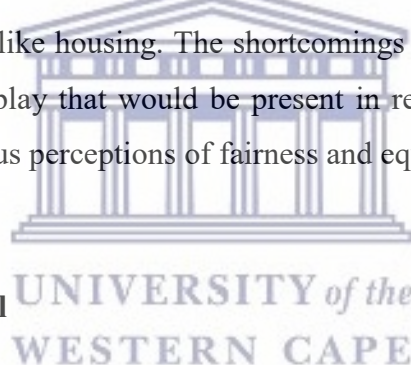 like housing. The shortcomings
play that would be present in re
us perceptions of fairness and eq
l UNIVERSITY of the
WESTERN CAPE